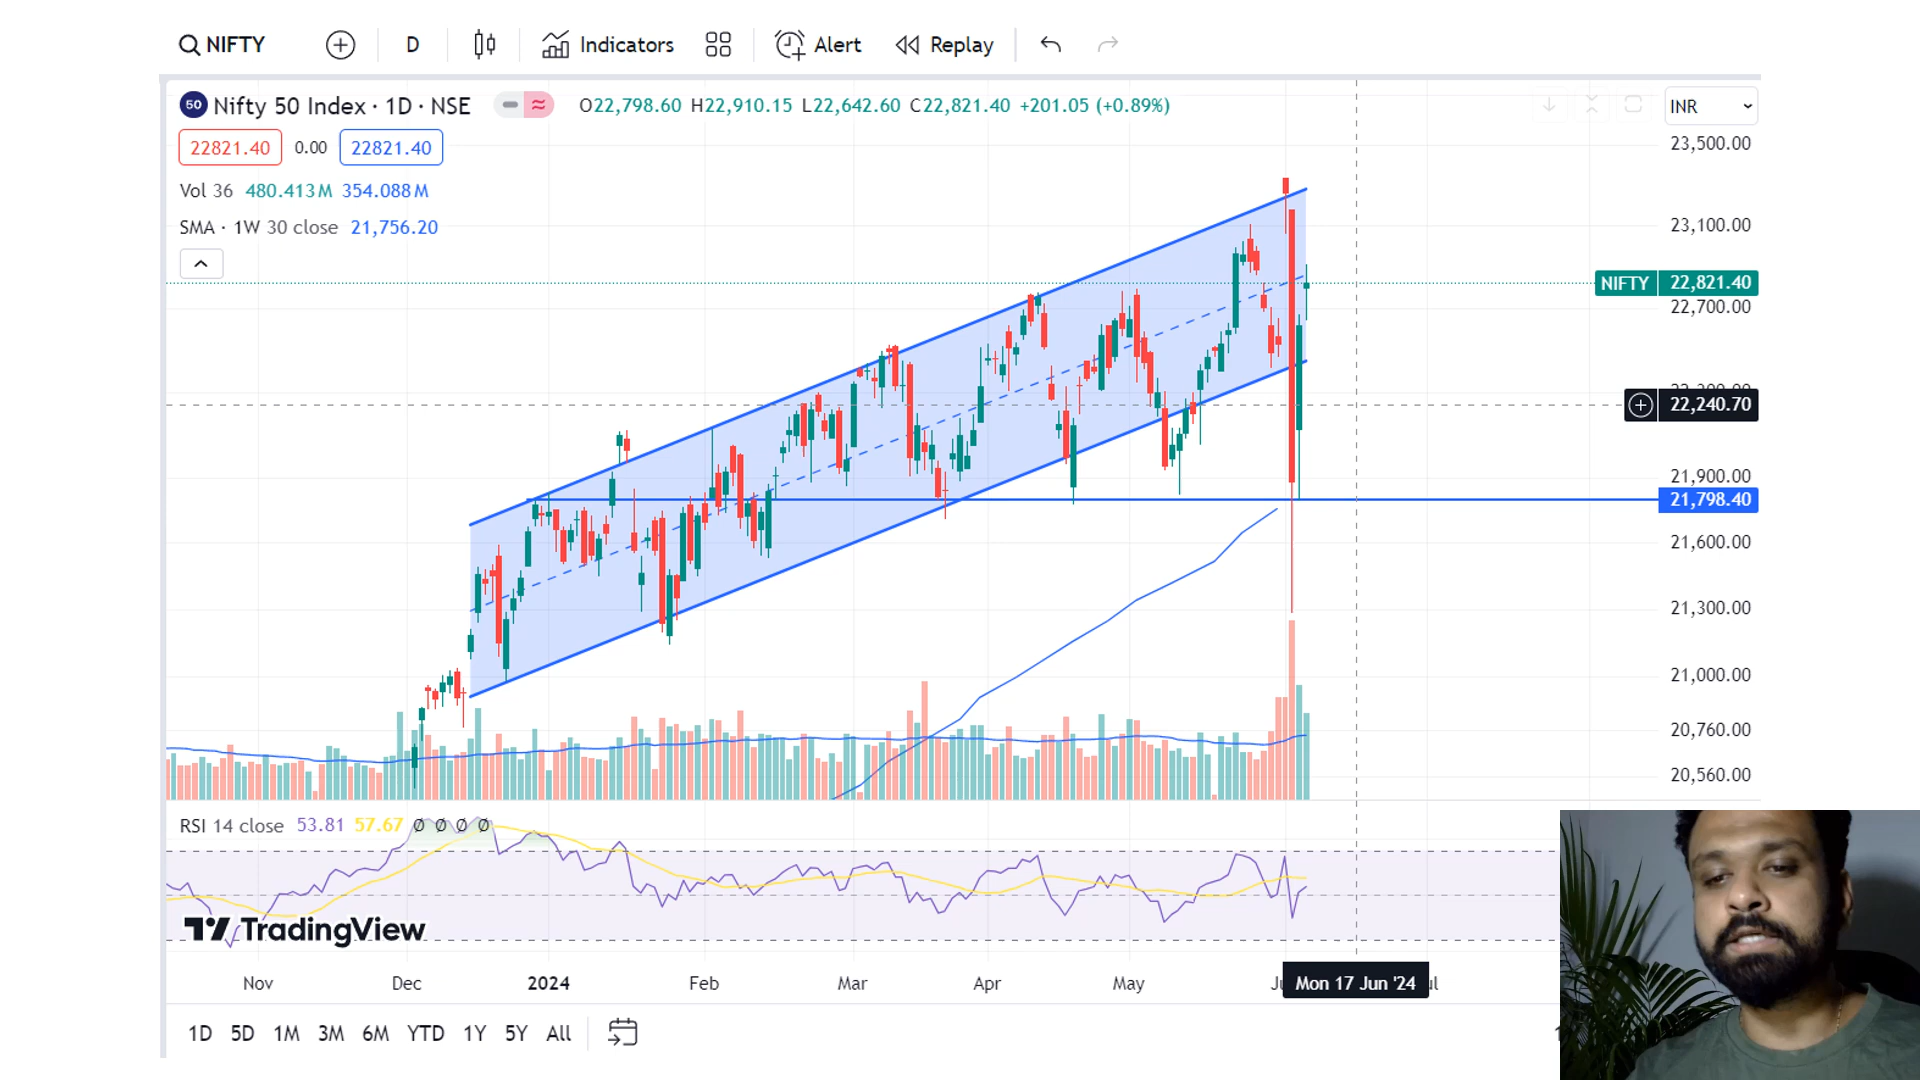 NIFTY D Indicators Alert Replay
50 Nifty 50 Index · 1D · NSE O22,798.60 H22,910.15 L22,642.60 C22,821.40 +201.05 (+0.89%) INR
22821.40 0.00 22821.40
Vol 36 480.413M 354.088M
SMA · 1W 30 close 21,756.20
23,500.00
23,100.00
NIFTY 22,821.40
22,700.00
22,240.70
21,900.00
21,798.40
21,600.00
21,300.00
21,000.00
20,760.00
20,560.00
RSI 14 close 53.81 57.67 Ø Ø Ø Ø
TradingView
Nov Dec 2024 Feb Mar Apr May Mon 17 Jun '24
1D 5D 1M 3M 6M YTD 1Y 5Y All